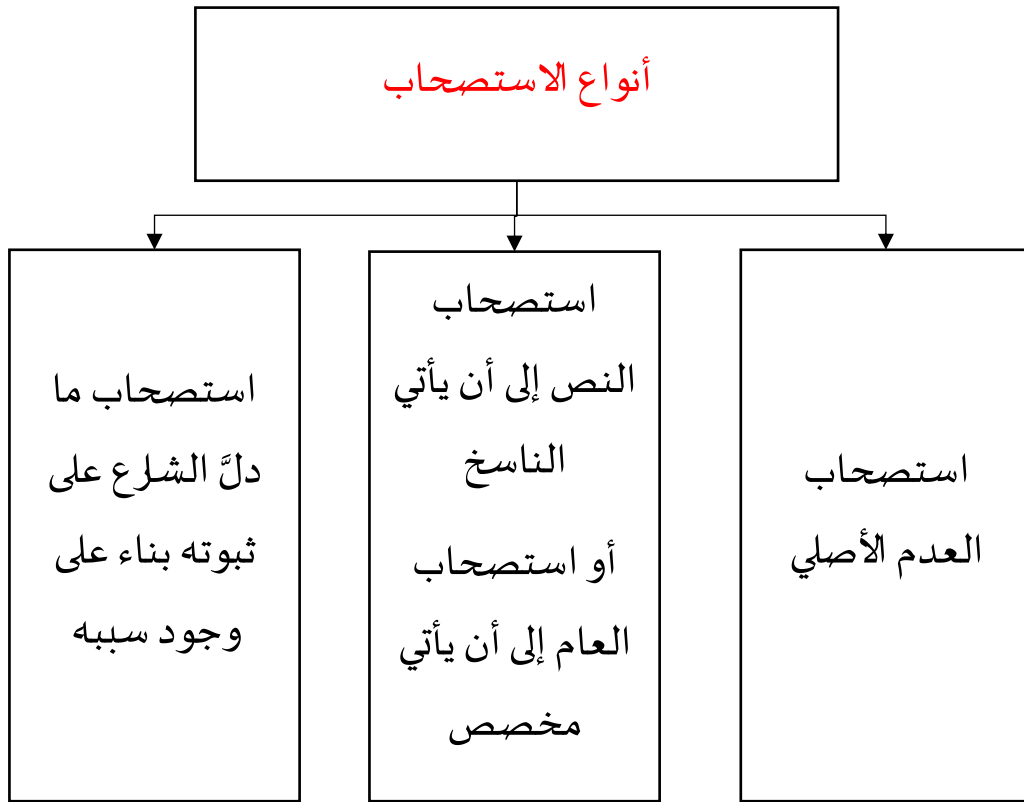 أنواع الاستصحاب
استصحاب
العدم الأصلي
استصحاب
النص إلى أن يأتي
الناسخ
أو استصحاب
العام إلى أن يأتي
مخصص
استصحاب ما
دلَّ الشارع على
ثبوته بناء على
وجود سببه